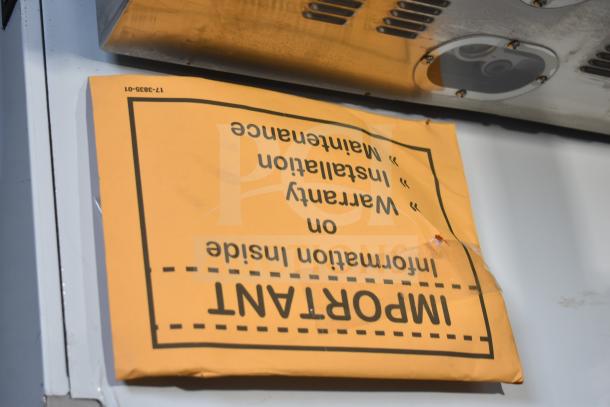 IMPORTANT
Information Inside
on
» Warranty
» Installation
» Maintenance
17-3835-01